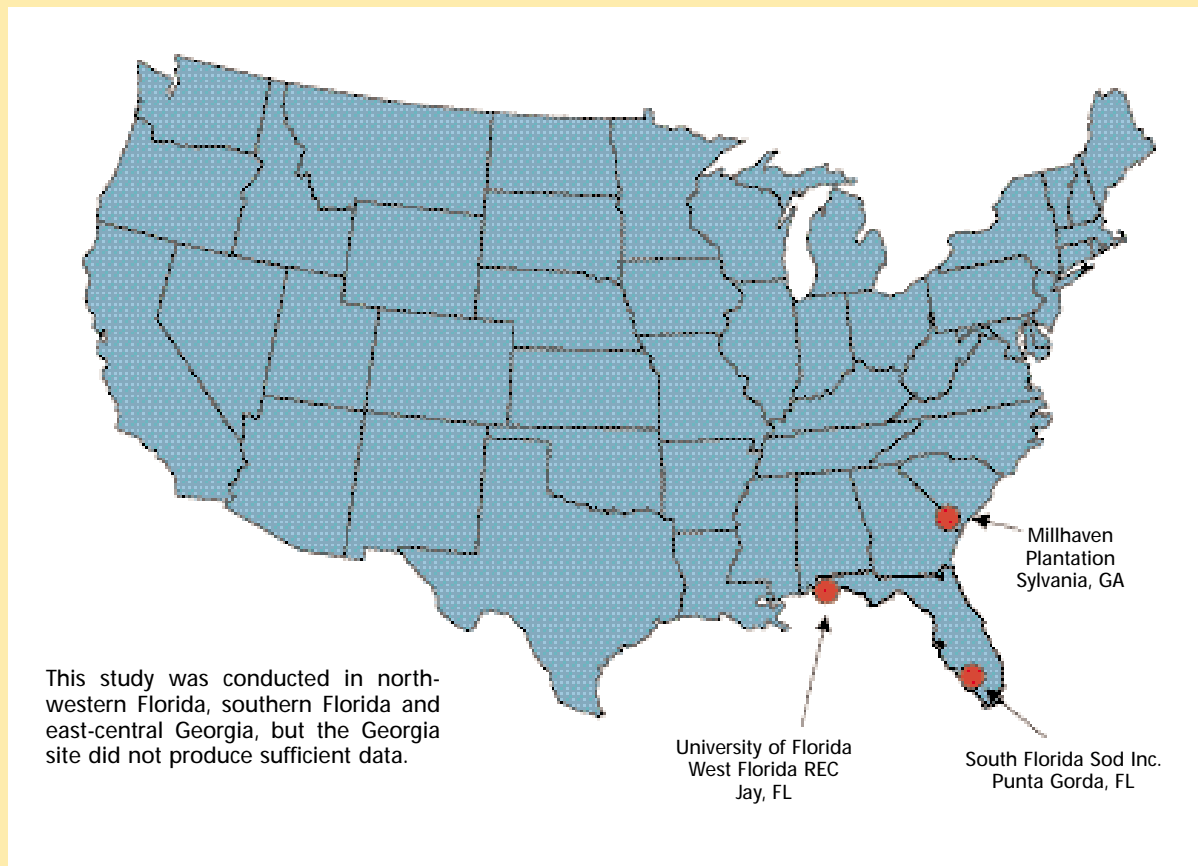 Millhaven
Plantation
Sylvania, GA
This study was conducted in north-
western Florida, southern Florida and
east-central Georgia, but the Georgia
site did not produce sufficient data.
University of Florida
West Florida REC
Jay, FL
South Florida Sod Inc.
Punta Gorda, FL